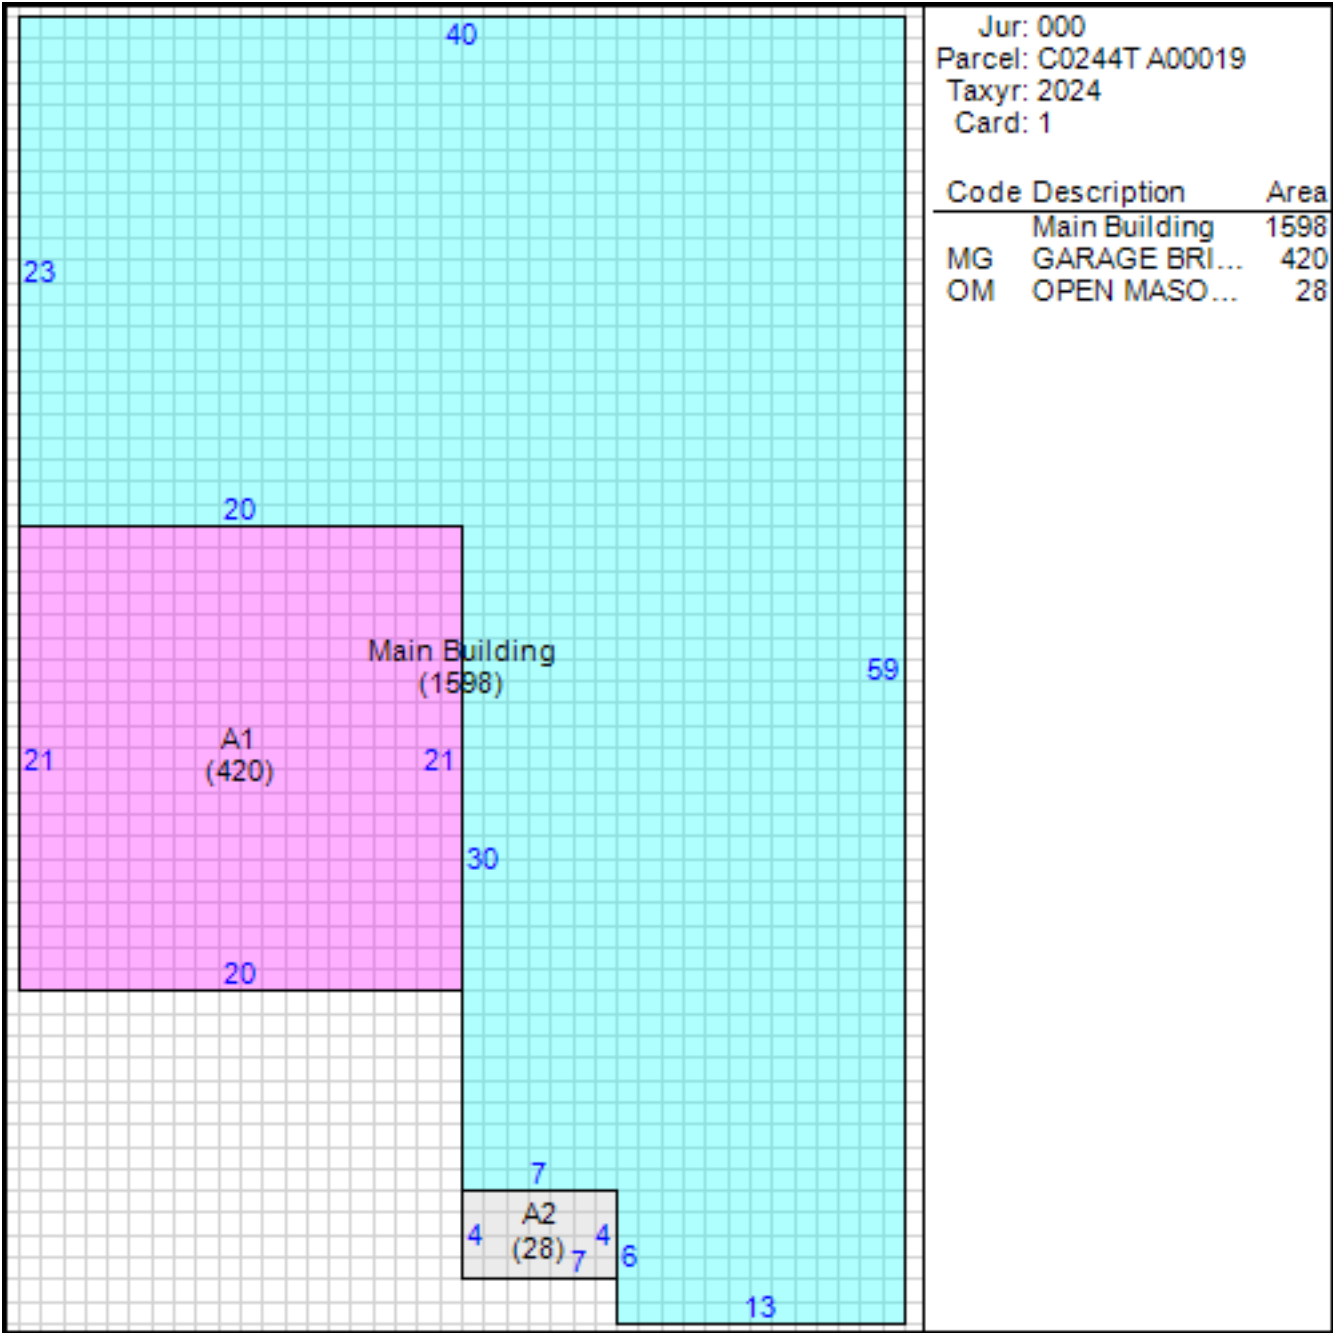 40
23
20
Main Building
(1598)
59
A1
(420)
21
21
30
20
7
A2
(28)
4
4
7
6
13
Jur: 000
Parcel: C0244T A00019
Taxyr: 2024
Card: 1
Code Description Area
Main Building 1598
MG GARAGE BRI... 420
OM OPEN MASO... 28